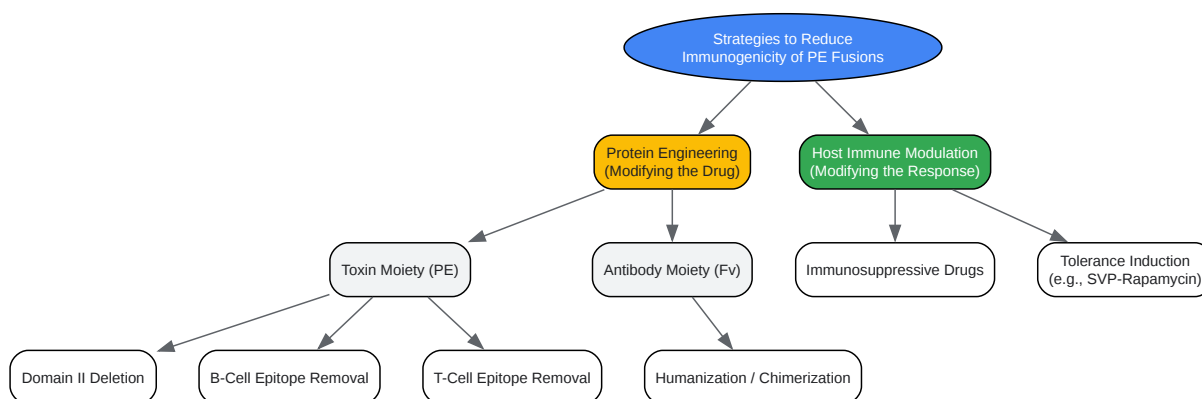 Strategies to Reduce
Immunogenicity of PE Fusions
Protein Engineering
(Modifying the Drug)
Host Immune Modulation
(Modifying the Response)
Toxin Moiety (PE)
Antibody Moiety (Fv)
Immunosuppressive Drugs
Tolerance Induction
(e.g., SVP-Rapamycin)
Domain II Deletion
B-Cell Epitope Removal
T-Cell Epitope Removal
Humanization / Chimerization